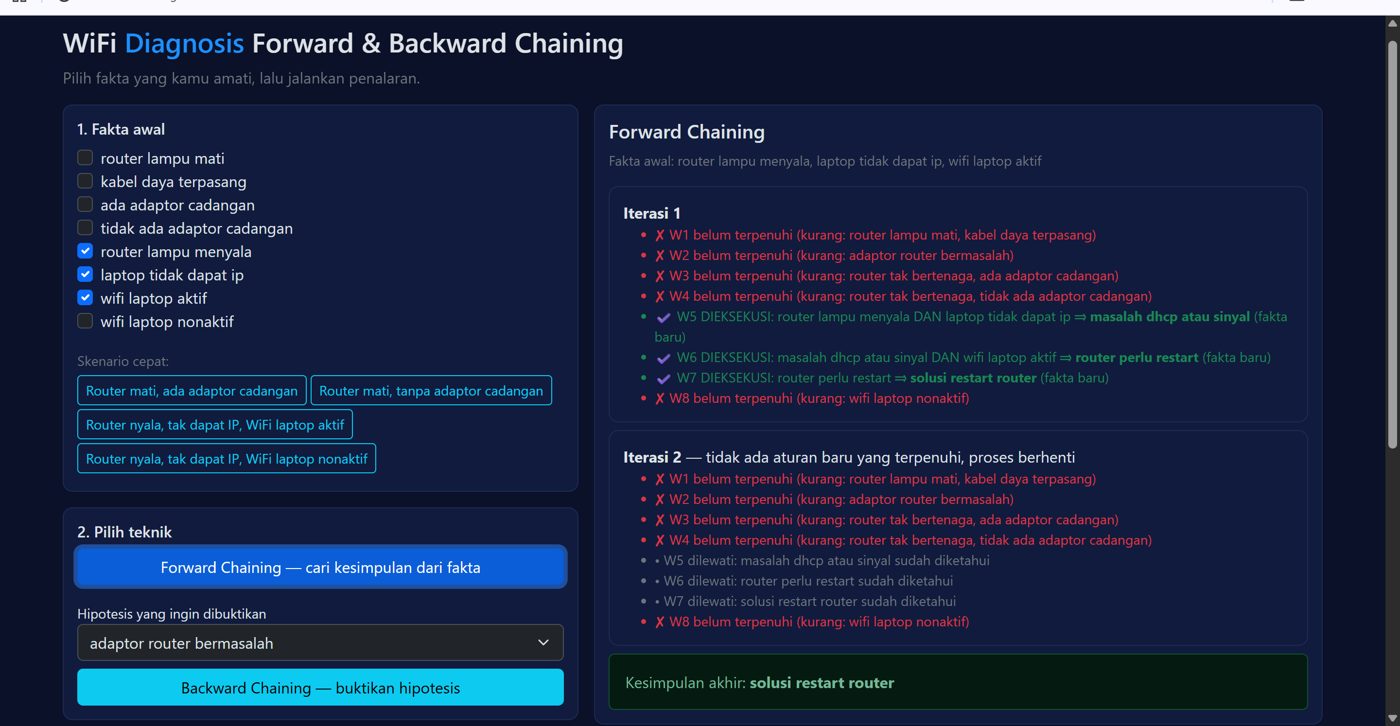 WiFi Diagnosis Forward & Backward Chaining
Pilih fakta yang kamu amati, lalu jalankan penalaran.
1. Fakta awal
router lampu mati
kabel daya terpasang
ada adaptor cadangan
tidak ada adaptor cadangan
router lampu menyala
laptop tidak dapat ip
wifi laptop aktif
wifi laptop nonaktif
Skenario cepat:
Router mati, ada adaptor cadangan
Router mati, tanpa adaptor cadangan
Router nyala, tak dapat IP, WiFi laptop aktif
Router nyala, tak dapat IP, WiFi laptop nonaktif
2. Pilih teknik
Forward Chaining — cari kesimpulan dari fakta
Hipotesis yang ingin dibuktikan
adaptor router bermasalah
Backward Chaining — buktikan hipotesis
Forward Chaining
Fakta awal: router lampu menyala, laptop tidak dapat ip, wifi laptop aktif
Iterasi 1
• ✗ W1 belum terpenuhi (kurang: router lampu mati, kabel daya terpasang)
• ✗ W2 belum terpenuhi (kurang: adaptor router bermasalah)
• ✗ W3 belum terpenuhi (kurang: router tak bertenaga, ada adaptor cadangan)
• ✗ W4 belum terpenuhi (kurang: router tak bertenaga, tidak ada adaptor cadangan)
• ✔ W5 DIEKSEKUSI: router lampu menyala DAN laptop tidak dapat ip ⇒ masalah dhcp atau sinyal (fakta
baru)
• ✔ W6 DIEKSEKUSI: masalah dhcp atau sinyal DAN wifi laptop aktif ⇒ router perlu restart (fakta baru)
• ✔ W7 DIEKSEKUSI: router perlu restart ⇒ solusi restart router (fakta baru)
• ✗ W8 belum terpenuhi (kurang: wifi laptop nonaktif)
Iterasi 2 — tidak ada aturan baru yang terpenuhi, proses berhenti
• ✗ W1 belum terpenuhi (kurang: router lampu mati, kabel daya terpasang)
• ✗ W2 belum terpenuhi (kurang: adaptor router bermasalah)
• ✗ W3 belum terpenuhi (kurang: router tak bertenaga, ada adaptor cadangan)
• ✗ W4 belum terpenuhi (kurang: router tak bertenaga, tidak ada adaptor cadangan)
• • W5 dilewati: masalah dhcp atau sinyal sudah diketahui
• • W6 dilewati: router perlu restart sudah diketahui
• • W7 dilewati: solusi restart router sudah diketahui
• ✗ W8 belum terpenuhi (kurang: wifi laptop nonaktif)
Kesimpulan akhir: solusi restart router